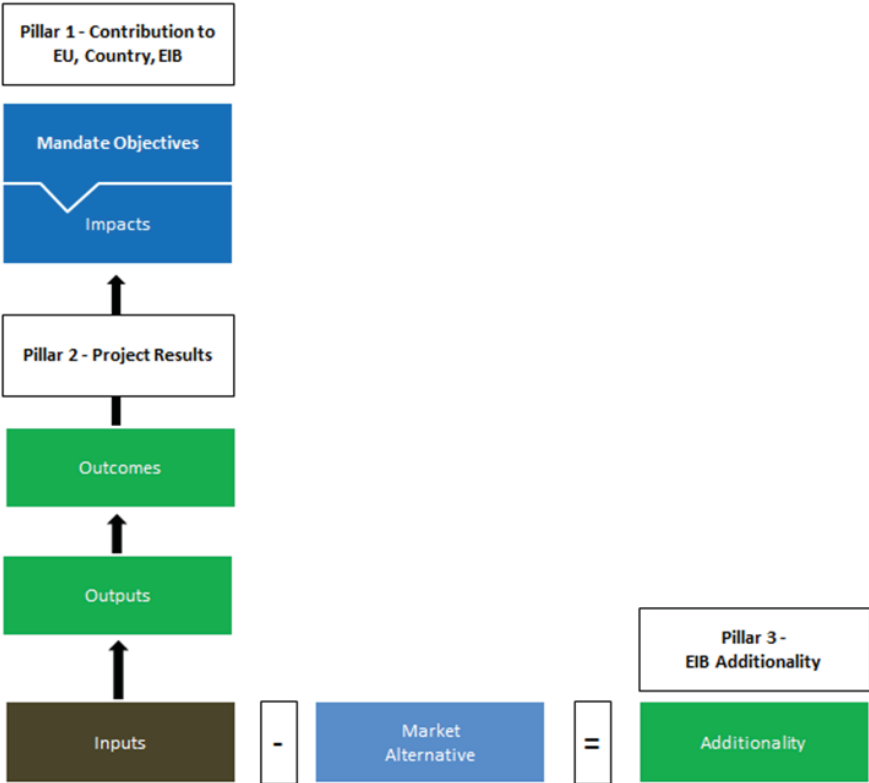 Pillar 1 - Contribution to
EU, Country, EIB
Mandate Objectives
Impacts
Pillar 2 - Project Results
Outcomes
Outputs
Pillar 3 -
EIB Additionality
Inputs
-
Market
Alternative
=
Additionality